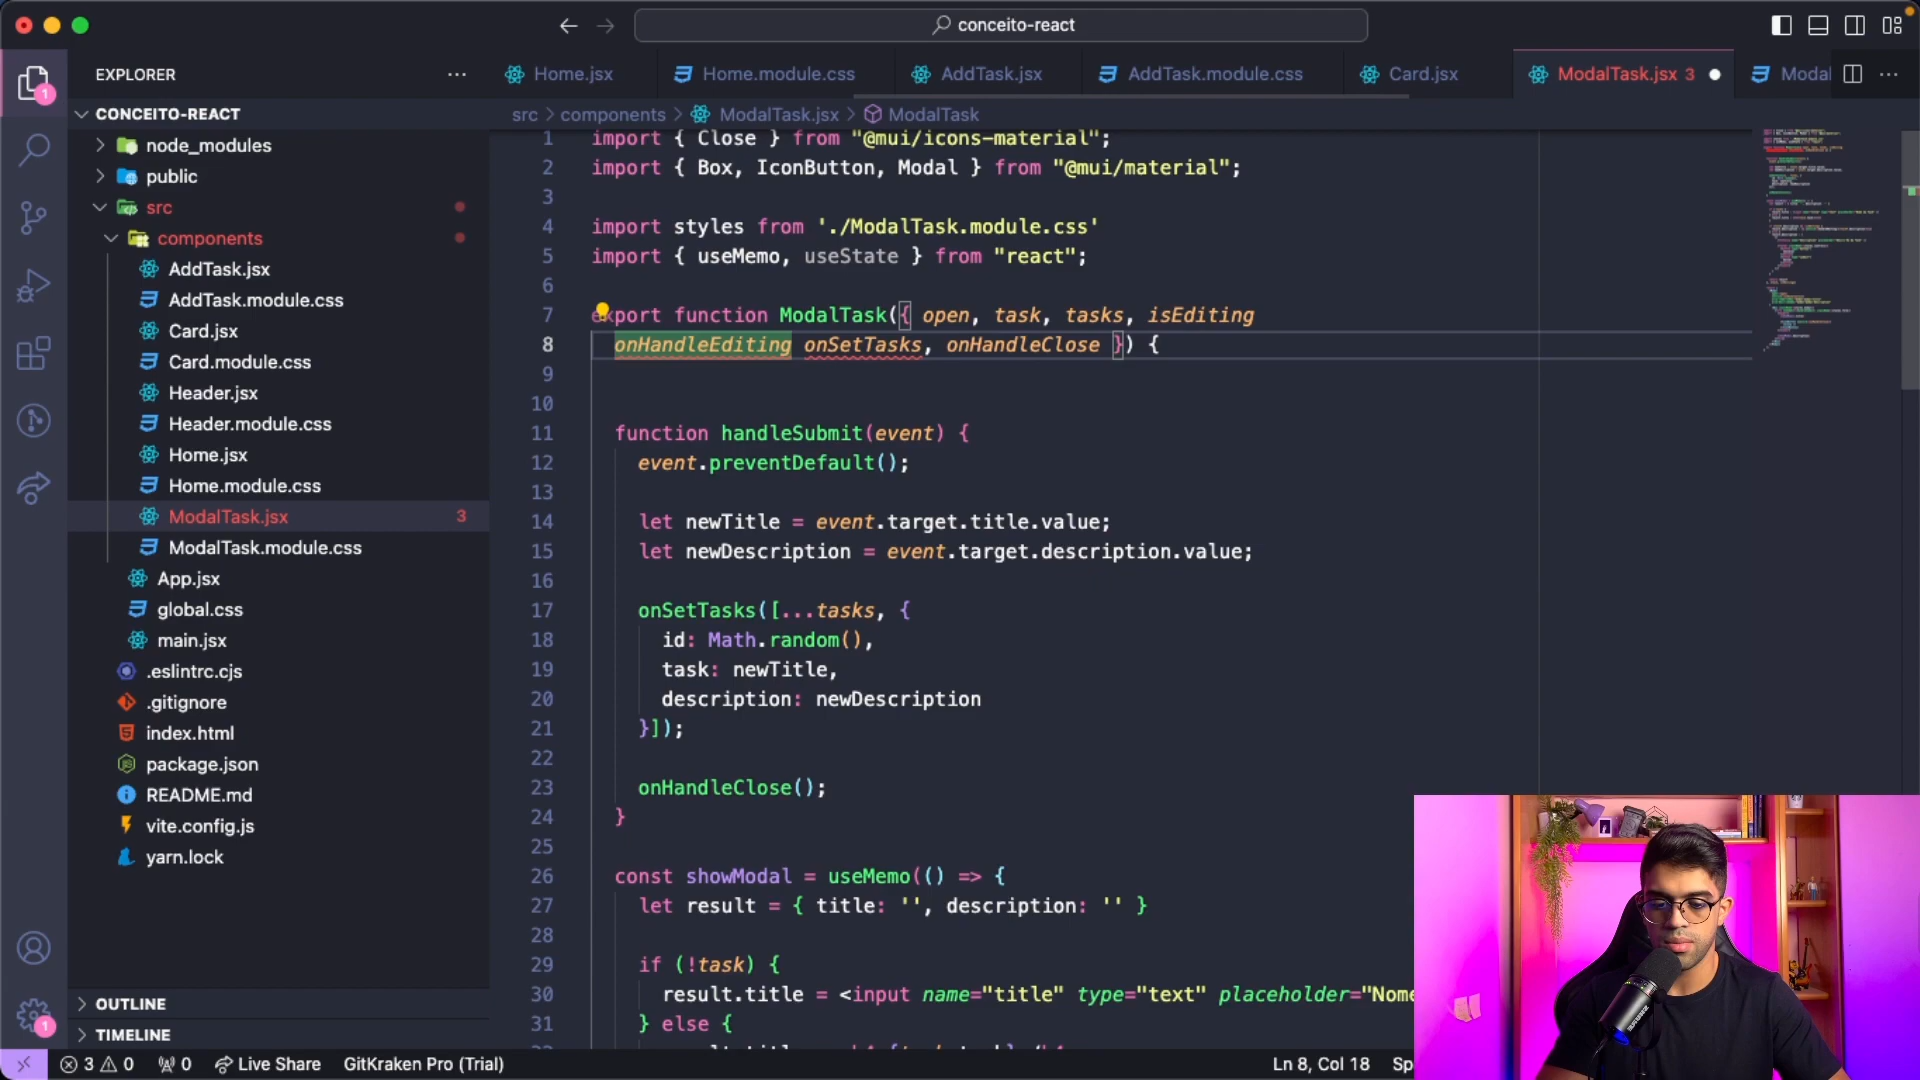 conceito-react
EXPLORER
Home.jsx
Home.module.css
AddTask.jsx
AddTask.module.css
Card.jsx
ModalTask.jsx 3
Modal
CONCEITO-REACT
src > components > ModalTask.jsx > ModalTask
node_modules
public
src
components
AddTask.jsx
AddTask.module.css
Card.jsx
Card.module.css
Header.jsx
Header.module.css
Home.jsx
Home.module.css
ModalTask.jsx 3
ModalTask.module.css
App.jsx
global.css
main.jsx
.eslintrc.cjs
.gitignore
index.html
package.json
README.md
vite.config.js
yarn.lock
OUTLINE
TIMELINE
1
1
1 import { Close } from "@mui/icons-material";
2 import { Box, IconButton, Modal } from "@mui/material";
3
4 import styles from './ModalTask.module.css'
5 import { useMemo, useState } from "react";
6
7 export function ModalTask({ open, task, tasks, isEditing
8 onHandleEditing onSetTasks, onHandleClose }) {
9
10
11 function handleSubmit(event) {
12 event.preventDefault();
13
14 let newTitle = event.target.title.value;
15 let newDescription = event.target.description.value;
16
17 onSetTasks([...tasks, {
18 id: Math.random(),
19 task: newTitle,
20 description: newDescription
21 }]);
22
23 onHandleClose();
24 }
25
26 const showModal = useMemo(() => {
27 let result = { title: '', description: '' }
28
29 if (!task) {
30 result.title = <input name="title" type="text" placeholder="Nome
31 } else {
3 0
0
Live Share
GitKraken Pro (Trial)
Ln 8, Col 18
Sp